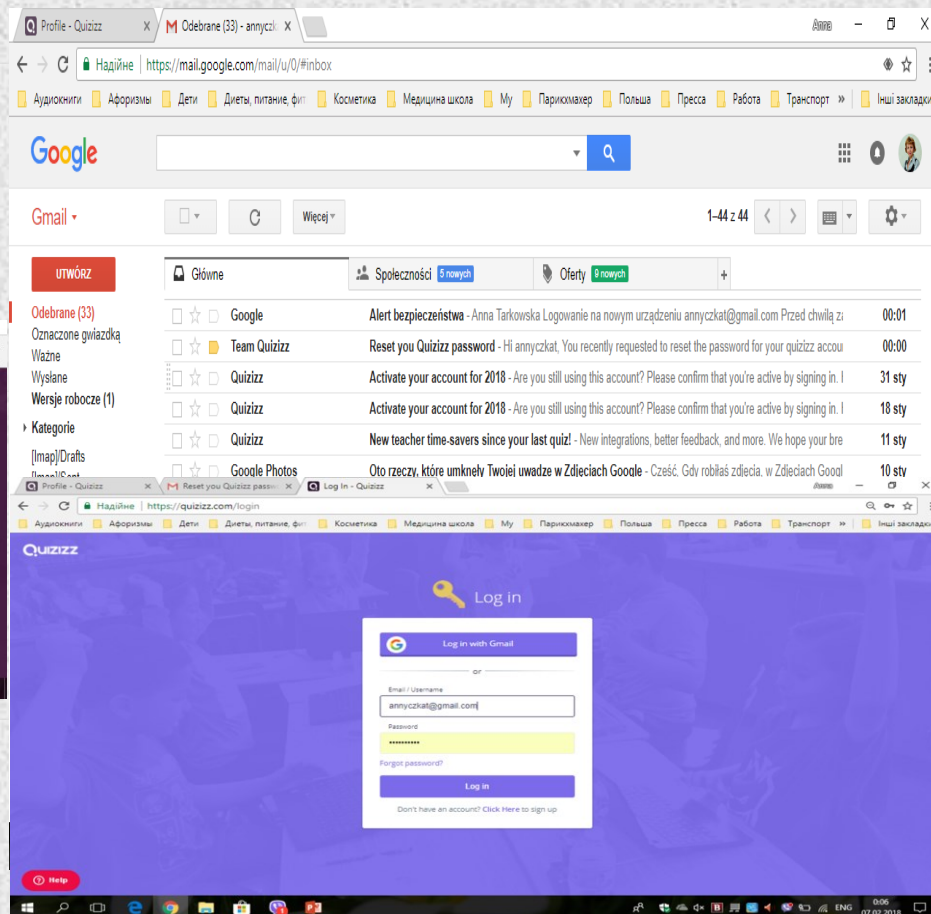 Profile - Quizizz X Odebrane (33) - annyczk X Anna
Надійне | https://mail.google.com/mail/u/0/#inbox
Аудиокниги Афоризмы Дети Диеты, питание, фит Косметика Медицина школа My Парикхмахер Польша Пресса Работа Транспорт » Інші закладки
Google
Gmail Więcej 1–44 z 44
UTWÓRZ
Główne Społeczności 5 nowych Oferty 9 nowych +
Odebrane (33)
Oznaczone gwiazdką
Ważne
Wysłane
Wersje robocze (1)
Kategorie
[Imap]/Drafts
[Imap]/Sent
Google Alert bezpieczeństwa - Anna Tarkowska Logowanie na nowym urządzeniu annyczkat@gmail.com Przed chwilą za 00:01
Team Quizizz Reset you Quizizz password - Hi annyczkat, You recently requested to reset the password for your quizizz accou 00:00
Quizizz Activate your account for 2018 - Are you still using this account? Please confirm that you're active by signing in. I 31 sty
Quizizz Activate your account for 2018 - Are you still using this account? Please confirm that you're active by signing in. I 18 sty
Quizizz New teacher time-savers since your last quiz! - New integrations, better feedback, and more. We hope your bre 11 sty
Google Photos Oto rzeczy, które umknęły Twojej uwadze w Zdjęciach Google - Cześć. Gdy robiłaś zdjęcia, w Zdjęciach Googl 10 sty
Profile - Quizizz X Reset you Quizizz passw X Log In - Quizizz X Anna
Надійне | https://quizizz.com/login
Аудиокниги Афоризмы Дети Диеты, питание, фит Косметика Медицина школа My Парикхмахер Польша Пресса Работа Транспорт » Інші закладки
Quizizz
Log in
Log in with Gmail
or
Email / Username
annyczkat@gmail.com
Password
Forgot password?
Log in
Don't have an account? Click Here to sign up
Help
ENG 0:06
07.02.2018